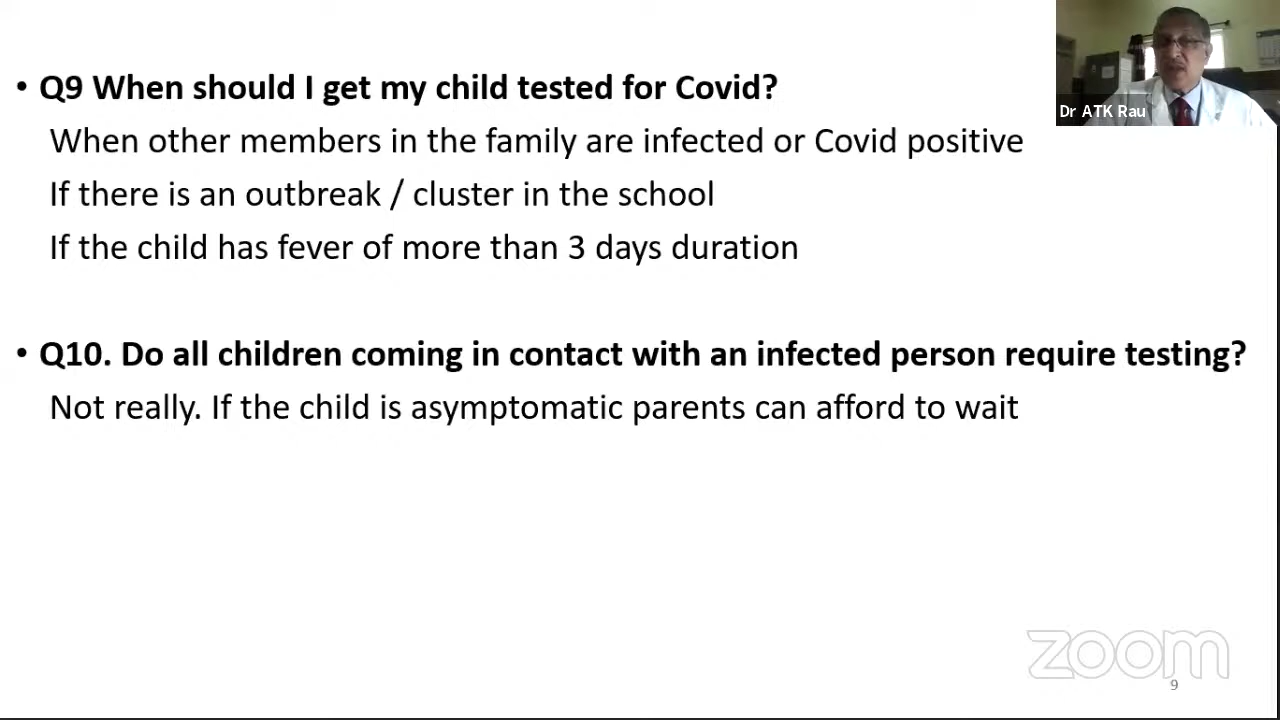 • Q9 When should I get my child tested for Covid?
When other members in the family are infected or Covid positive
If there is an outbreak / cluster in the school
If the child has fever of more than 3 days duration
• Q10. Do all children coming in contact with an infected person require testing?
Not really. If the child is asymptomatic parents can afford to wait
Dr ATK Rau
zoom
9